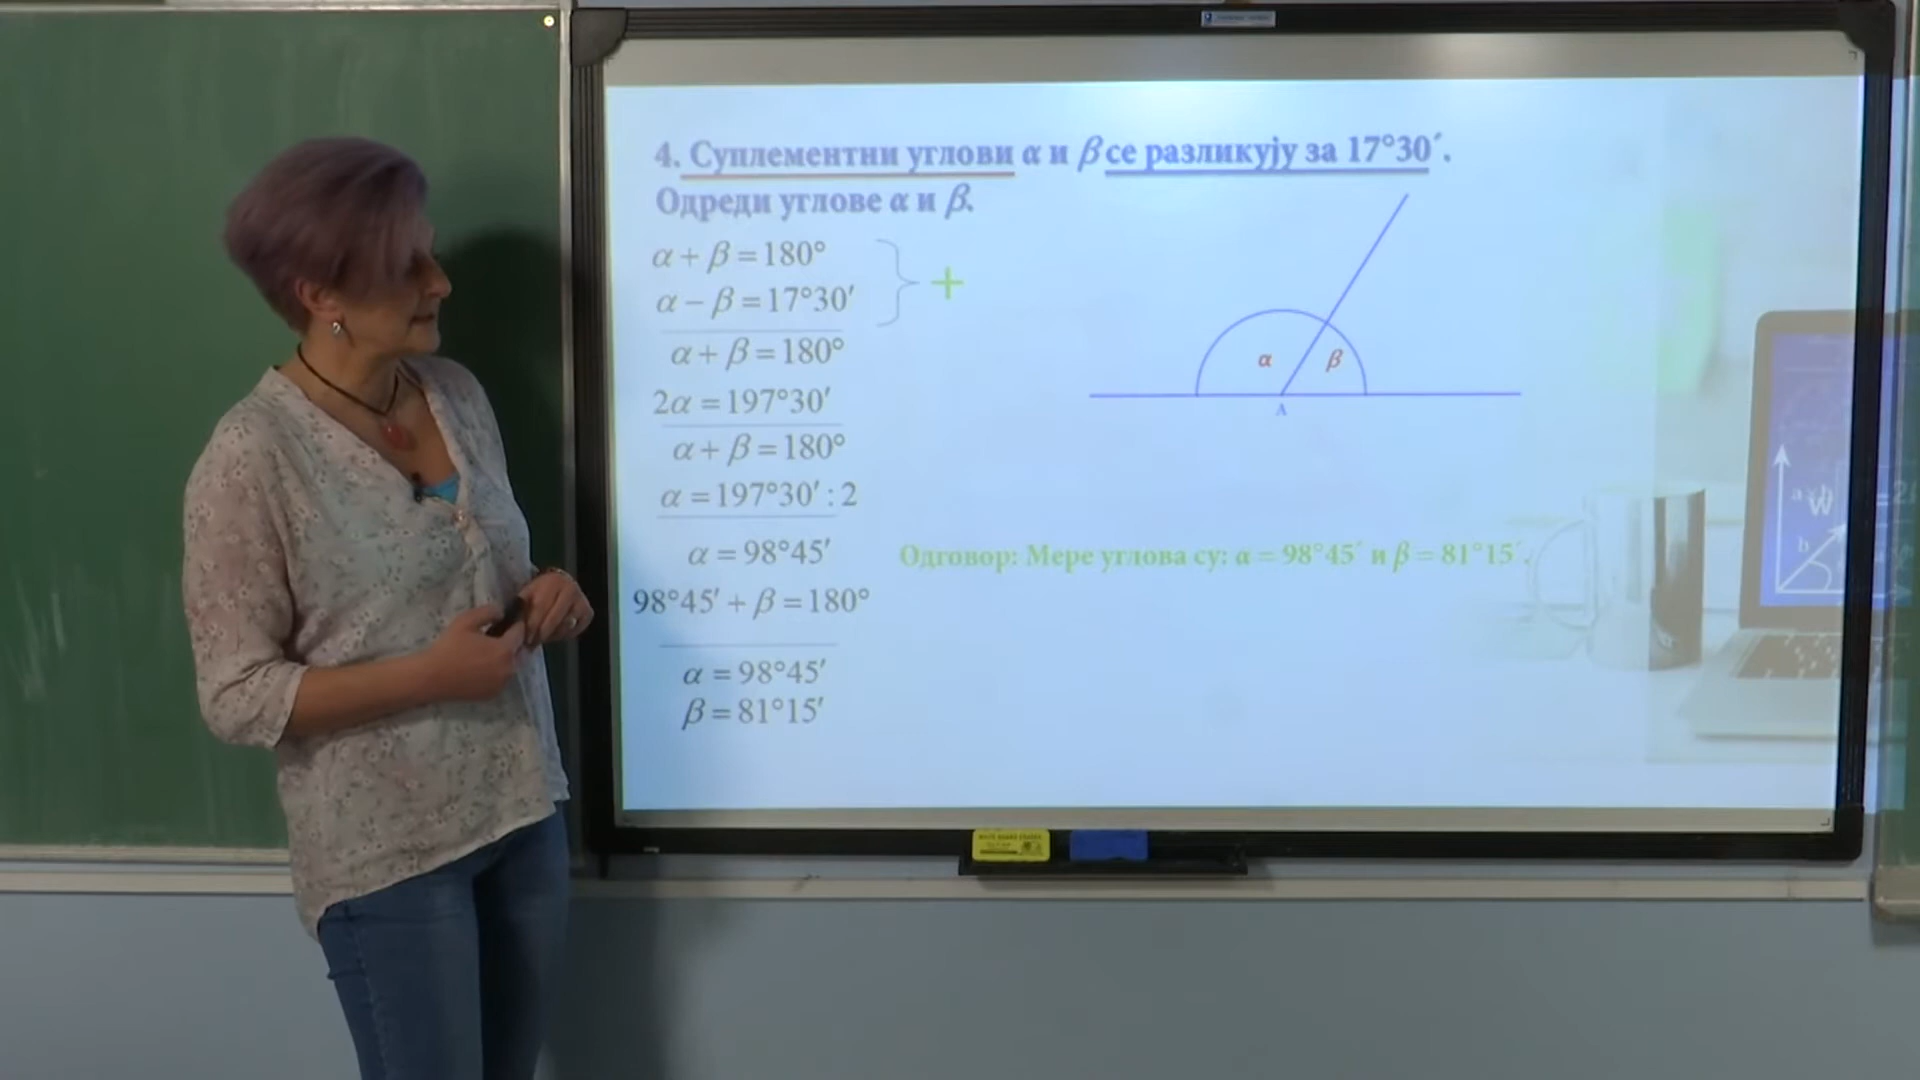 4. Суплементни углови α и β се разликују за 17°30´.
Одреди углове α и β.
α + β = 180°
α − β = 17°30′
+
α + β = 180°
2α = 197°30′
α + β = 180°
α = 197°30′ : 2
α = 98°45′
98°45′ + β = 180°
α = 98°45′
β = 81°15′
α
β
A
Одговор: Мере углова су: α = 98°45´ и β = 81°15´.
W
b